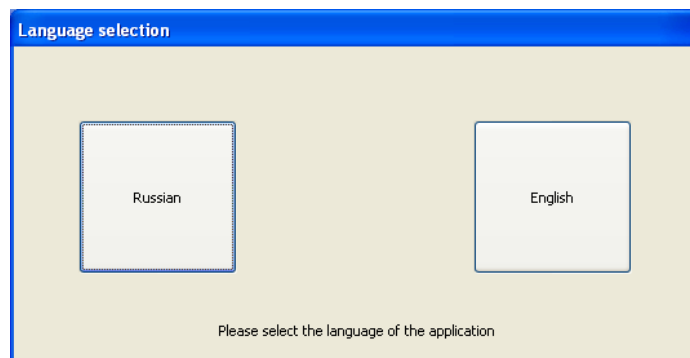 Language selection
Russian
English
Please select the language of the application